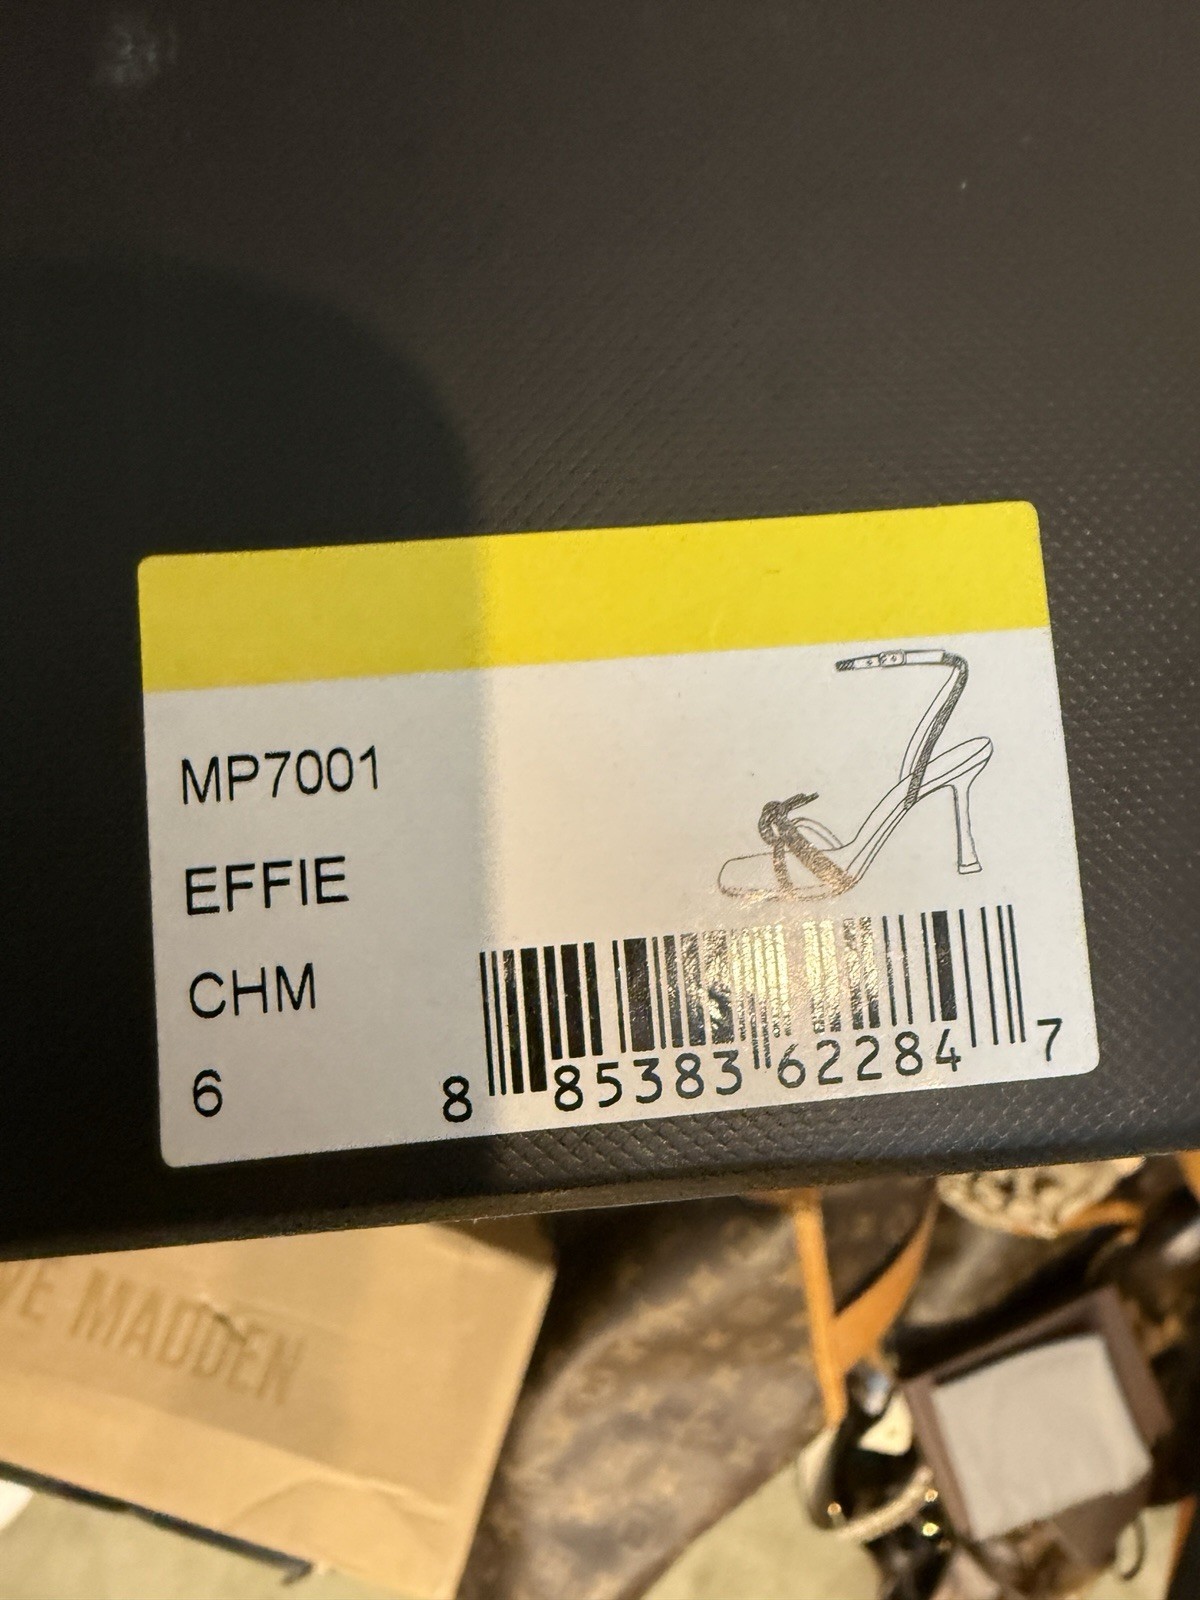 MP7001
EFFIE
CHM
6
8 85383 62284 7
VE MADDEN